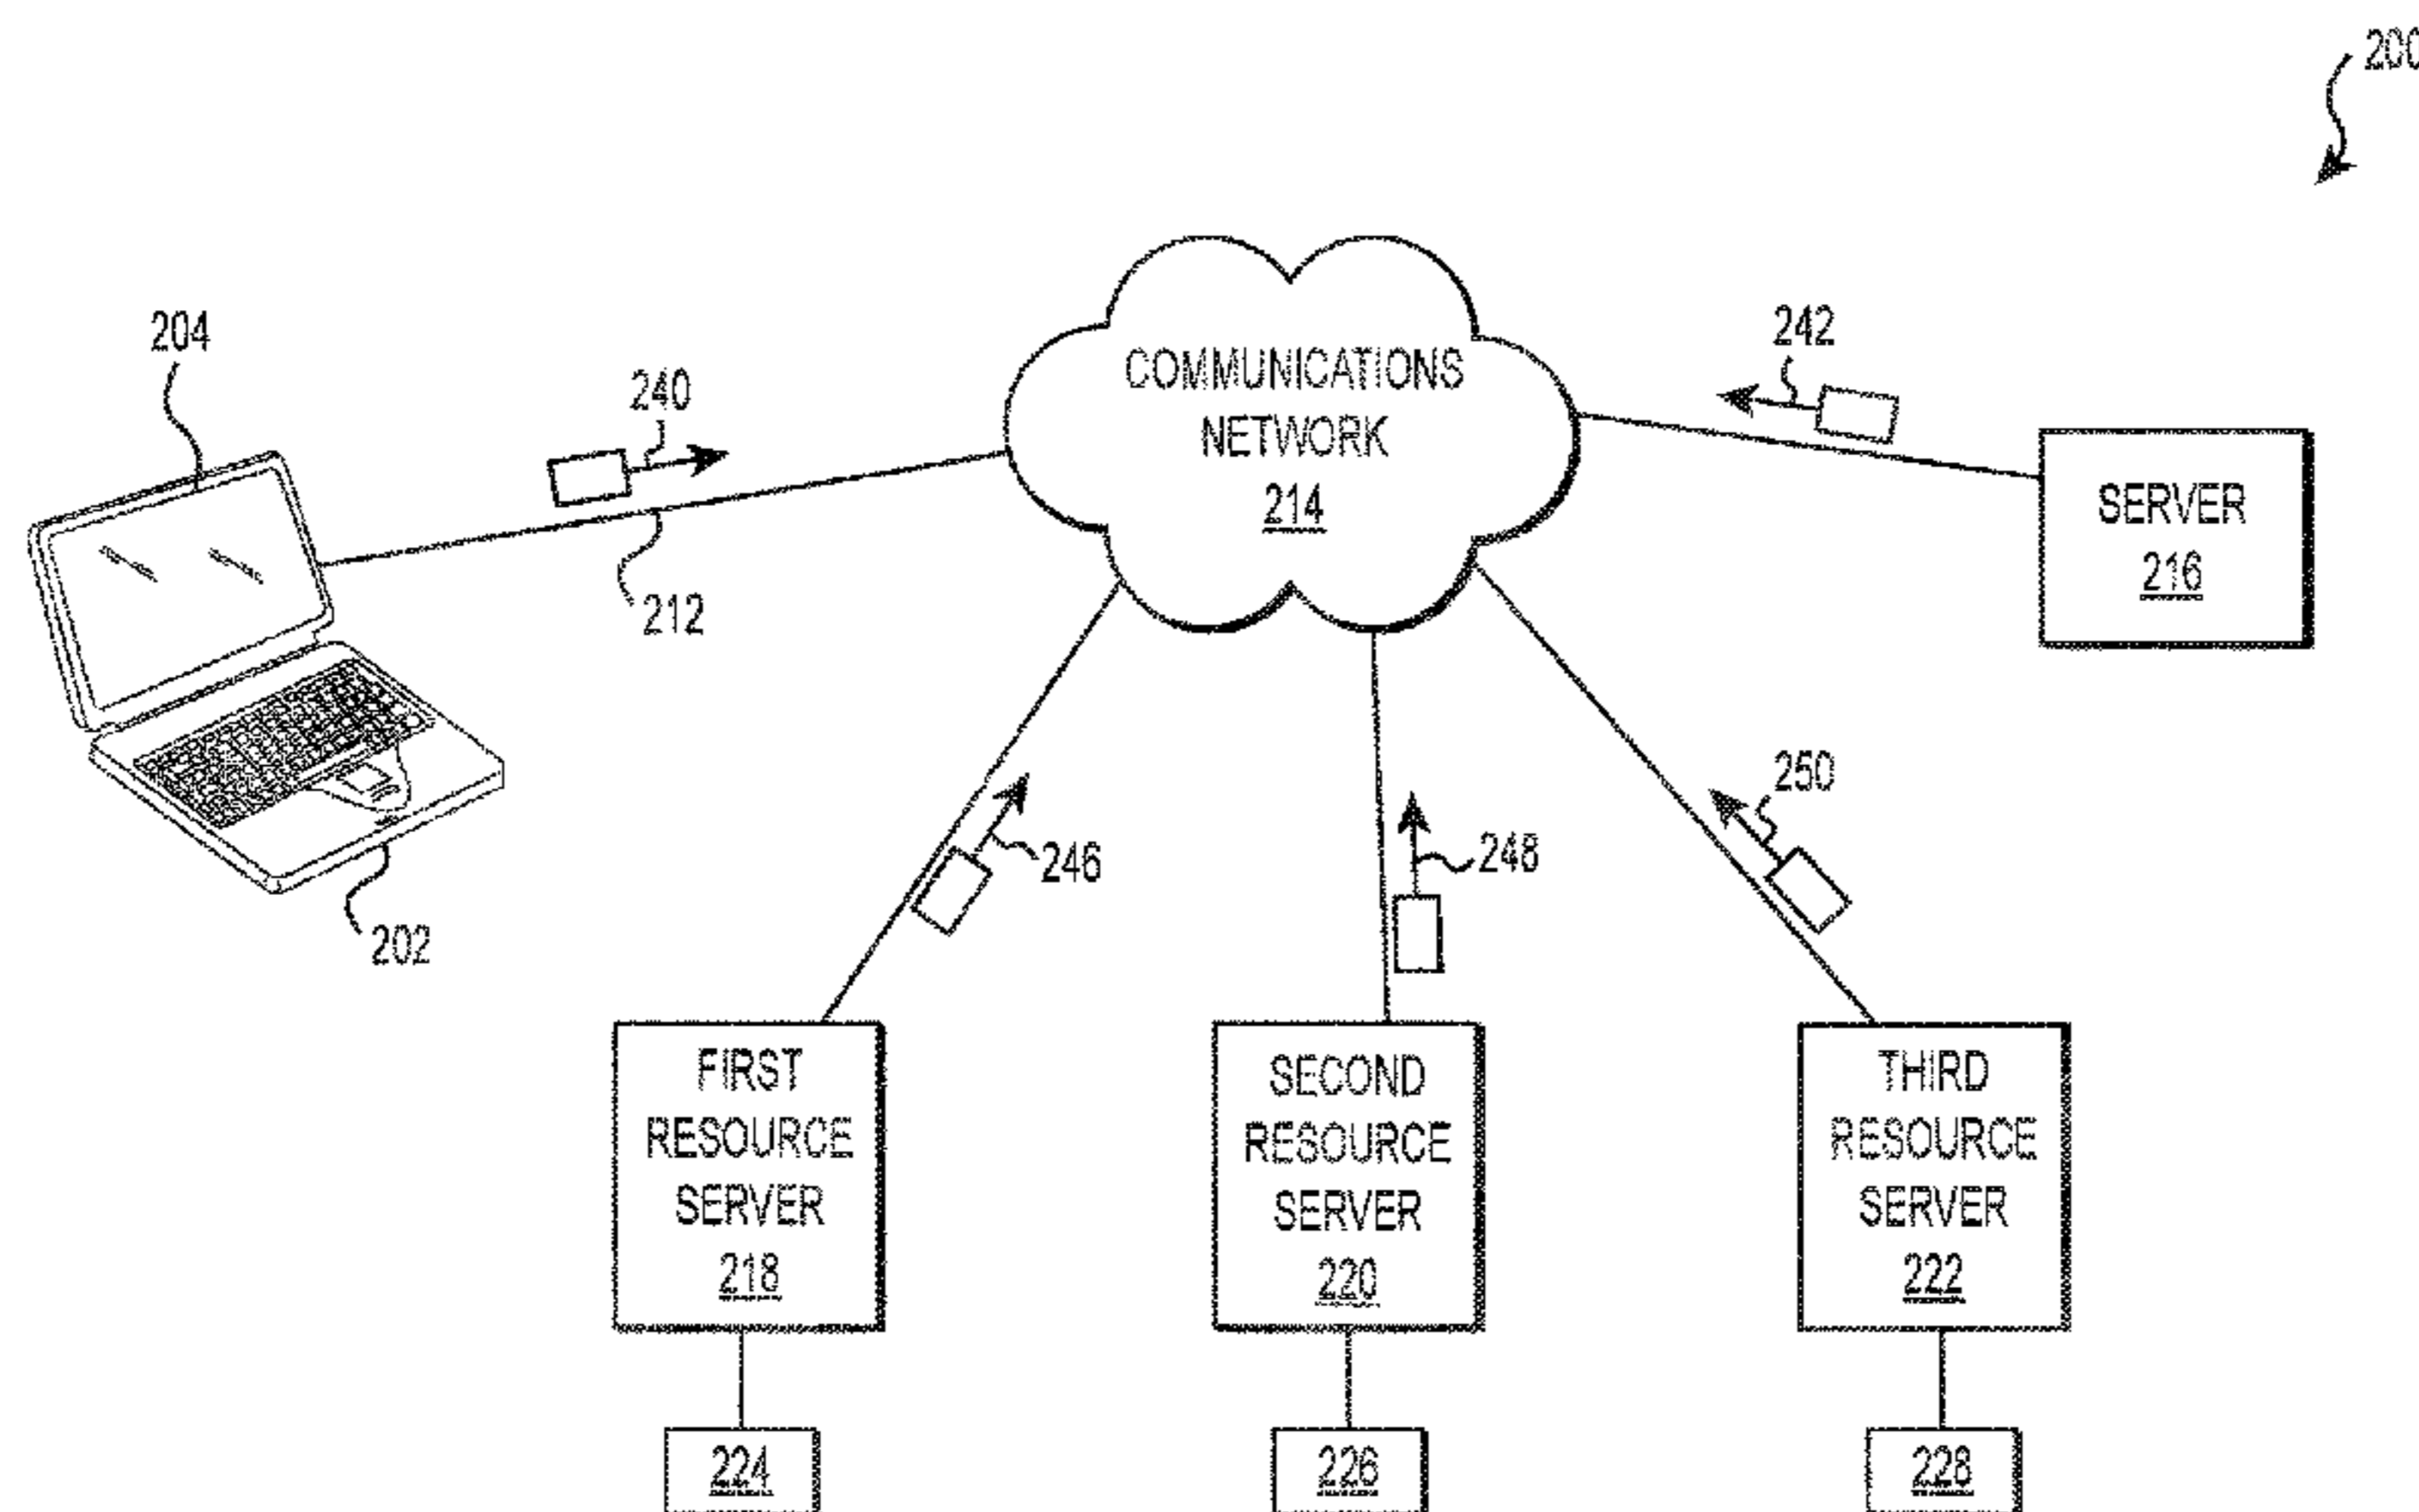 200
204
240
242
COMMUNICATIONS
NETWORK
214
SERVER
216
212
202
246
248
250
FIRST
RESOURCE
SERVER
218
SECOND
RESOURCE
SERVER
220
THIRD
RESOURCE
SERVER
222
224
226
228